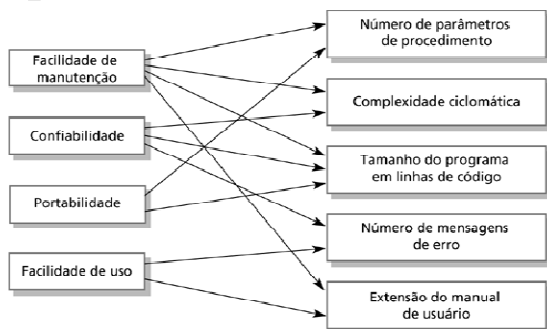 Facilidade de
manutenção
Confiabilidade
Portabilidade
Facilidade de uso
Número de parâmetros
de procedimento
Complexidade ciclomática
Tamanho do programa
em linhas de código
Número de mensagens
de erro
Extensão do manual
de usuário